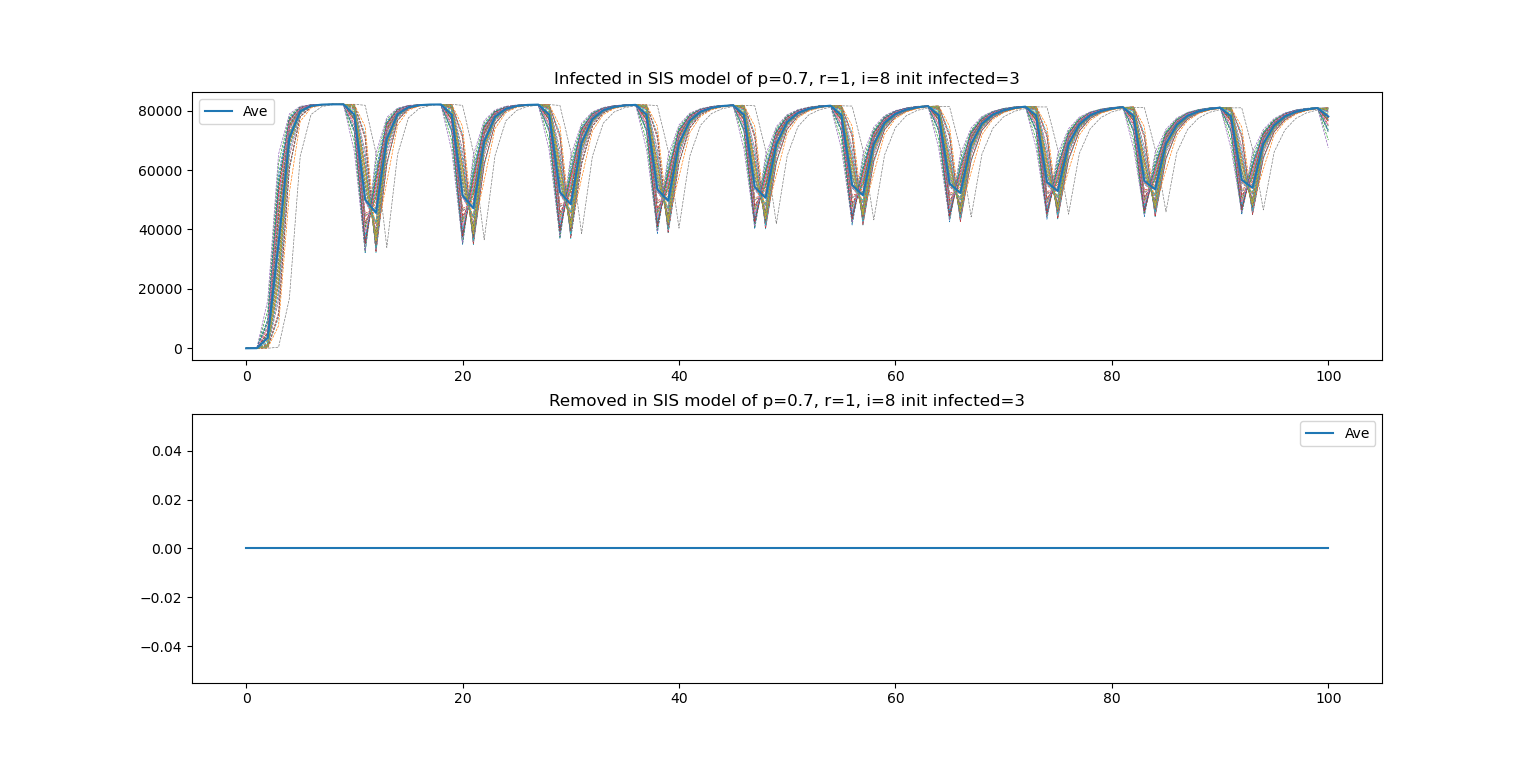 Infected in SIS model of p=0.7, r=1, i=8 init infected=3
Ave
80000
60000
40000
20000
0
0 20 40 60 80 100
Removed in SIS model of p=0.7, r=1, i=8 init infected=3
Ave
0.04
0.02
0.00
−0.02
−0.04
0 20 40 60 80 100